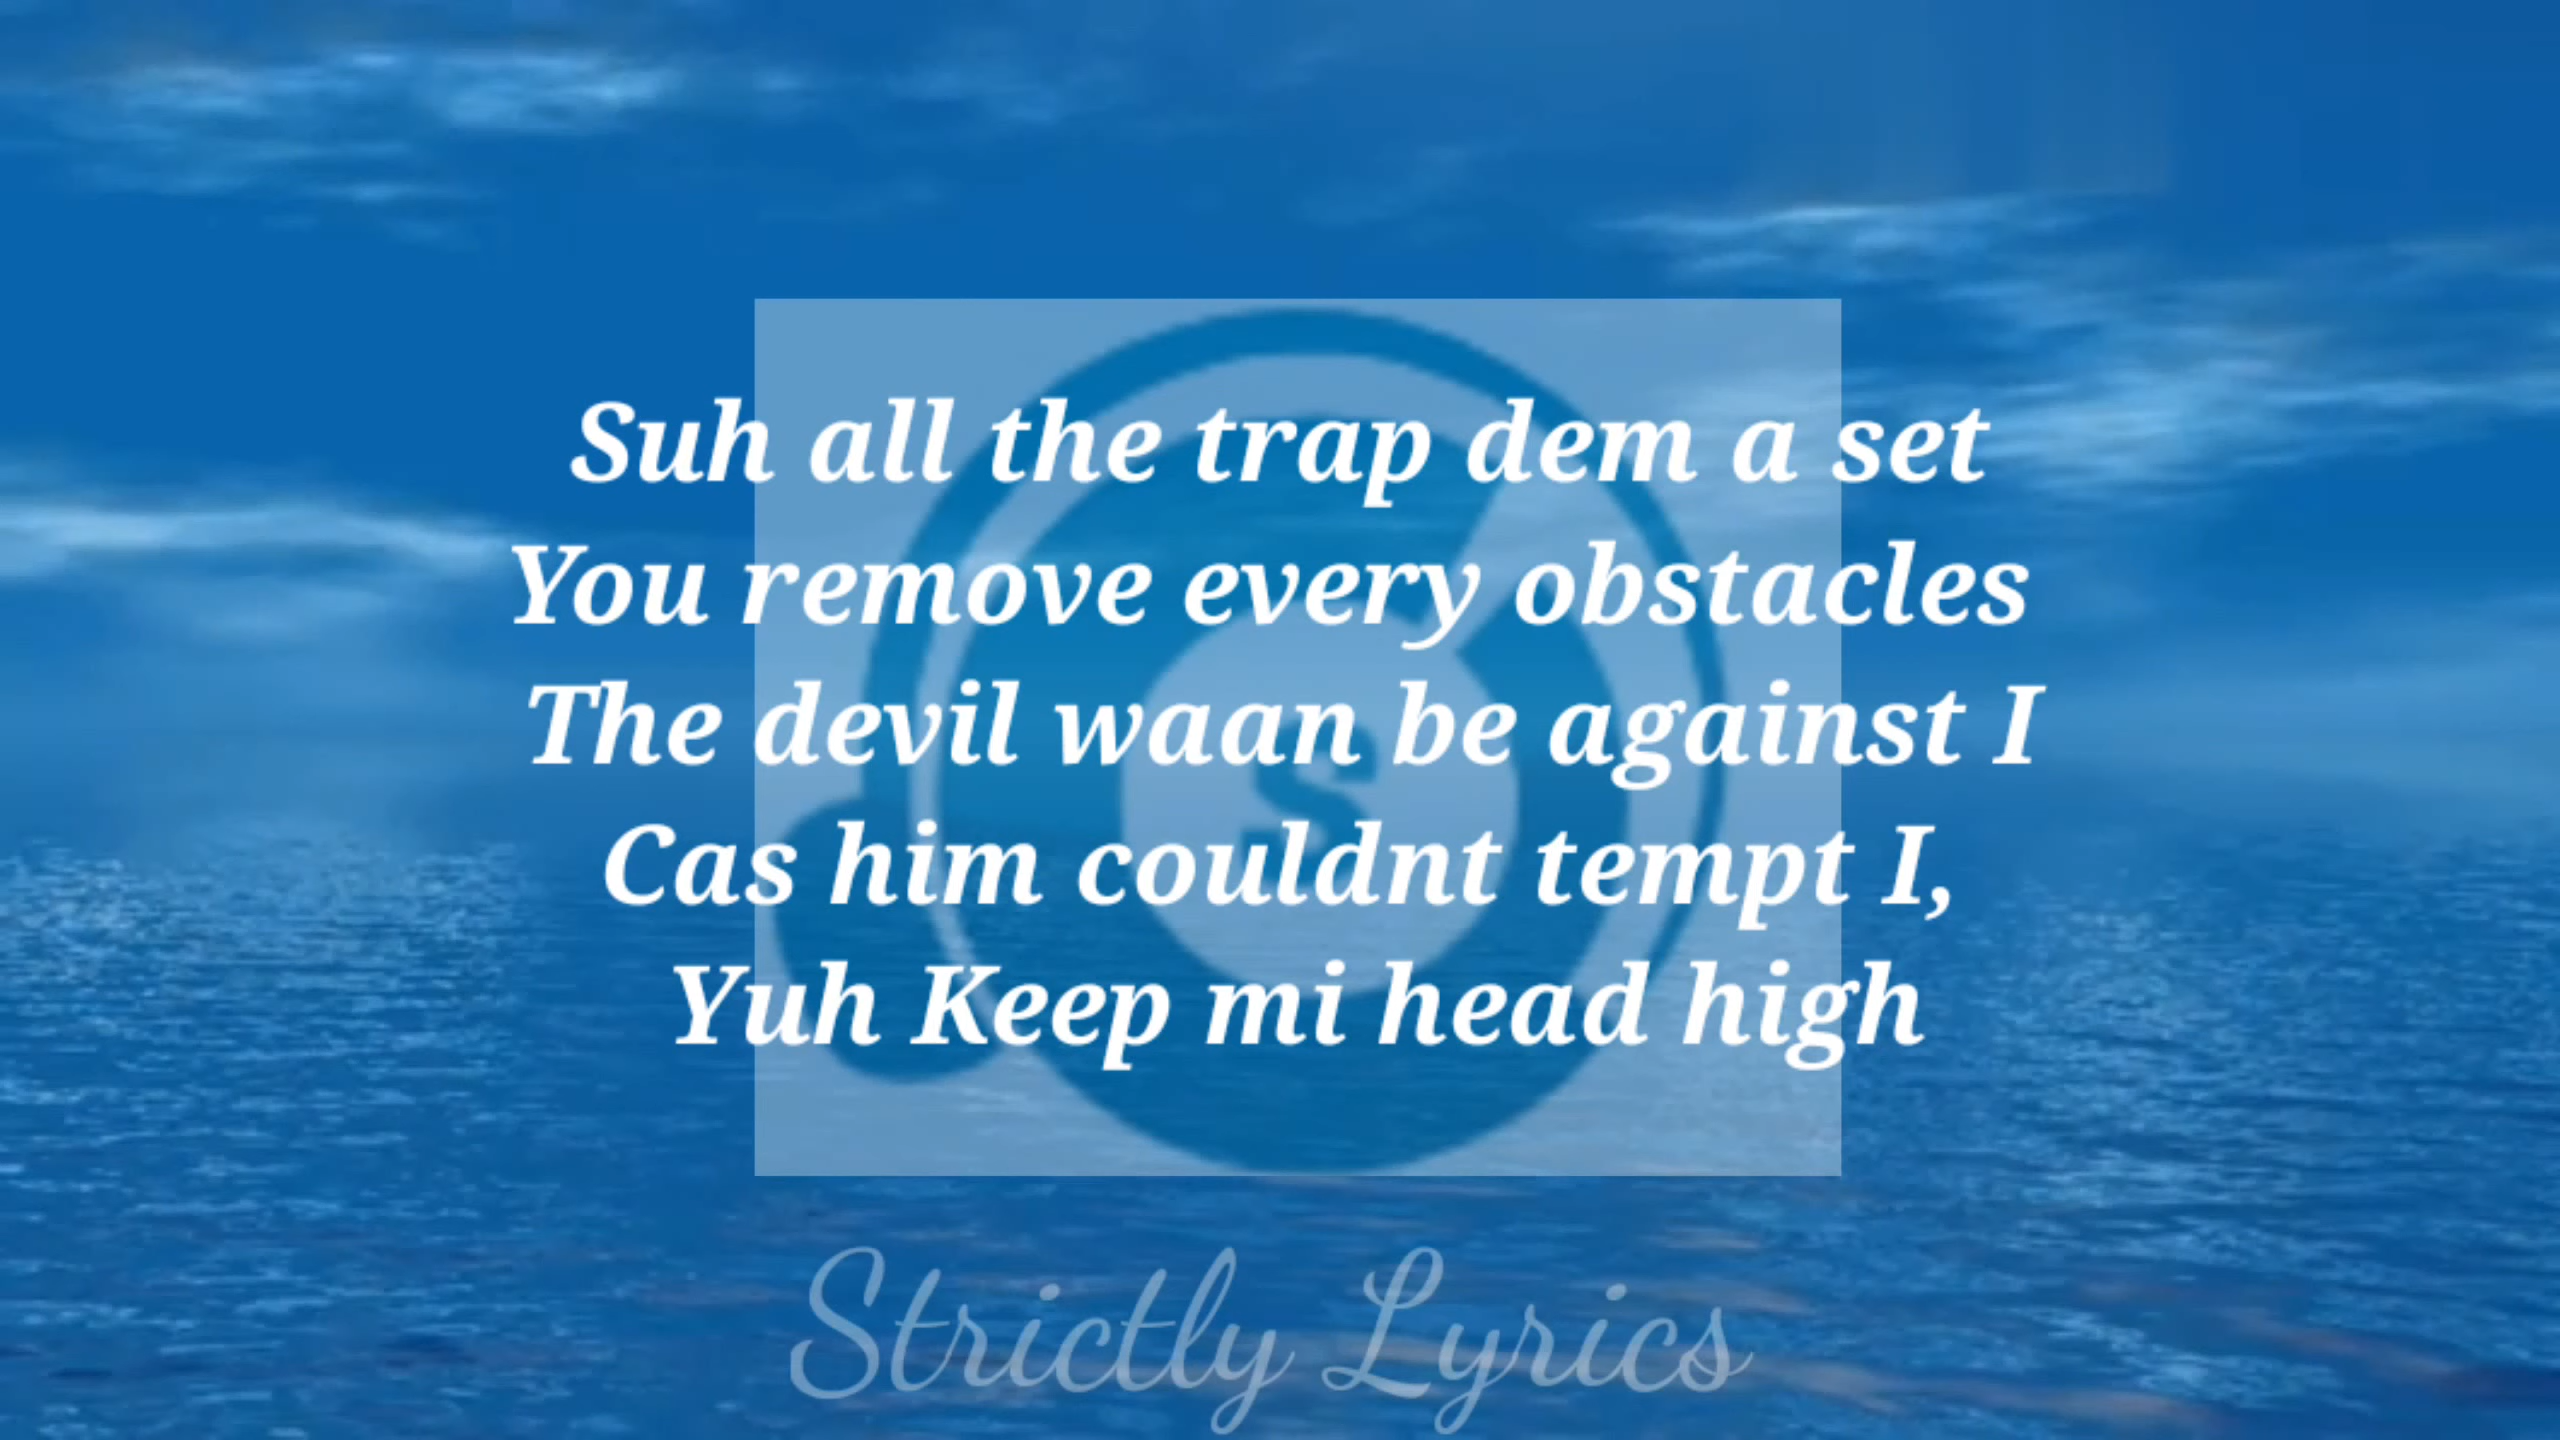 Suh all the trap dem a set
You remove every obstacles
The devil waan be against I
Cas him couldnt tempt I,
Yuh Keep mi head high
S
Strictly Lyrics